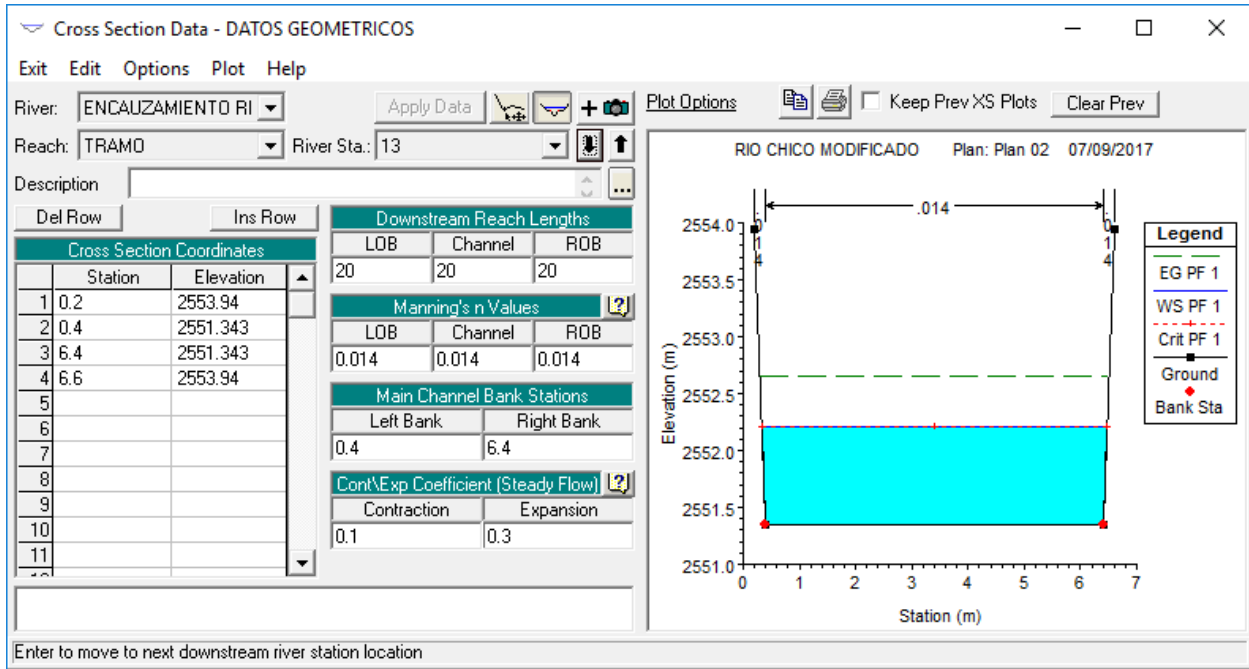 Cross Section Data - DATOS GEOMETRICOS
Exit Edit Options Plot Help
River: ENCAUZAMIENTO RI
Apply Data
Reach: TRAMO
River Sta.: 13
Description
...
Del Row Ins Row
Cross Section Coordinates
Station Elevation
1 0.2 2553.94
2 0.4 2551.343
3 6.4 2551.343
4 6.6 2553.94
5
6
7
8
9
10
11
Downstream Reach Lengths
LOB Channel ROB
20 20 20
Manning's n Values
LOB Channel ROB
0.014 0.014 0.014
Main Channel Bank Stations
Left Bank Right Bank
0.4 6.4
Cont\Exp Coefficient (Steady Flow)
Contraction Expansion
0.1 0.3
Plot Options
Keep Prev XS Plots
Clear Prev
RIO CHICO MODIFICADO Plan: Plan 02 07/09/2017
.014
.014
.014
2554.0
2553.5
2553.0
2552.5
2552.0
2551.5
2551.0
Elevation (m)
0 1 2 3 4 5 6 7
Station (m)
Legend
EG PF 1
WS PF 1
Crit PF 1
Ground
Bank Sta
Enter to move to next downstream river station location